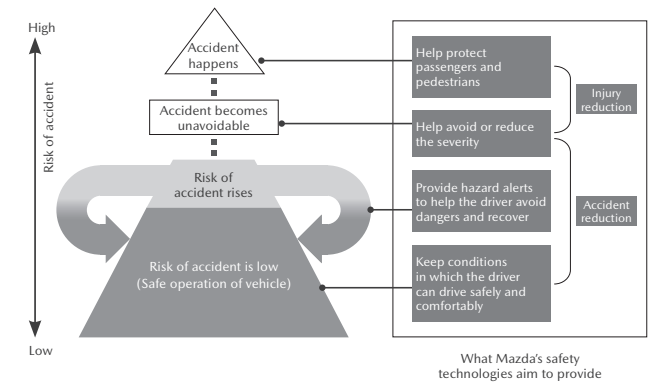 High
Risk of accident
Low
Accident
happens
Accident becomes
unavoidable
Risk of
accident rises
Risk of accident is low
(Safe operation of vehicle)
Help protect
passengers and
pedestrians
Help avoid or reduce
the severity
Provide hazard alerts
to help the driver avoid
dangers and recover
Keep conditions
in which the driver
can drive safely and
comfortably
Injury
reduction
Accident
reduction
What Mazda's safety
technologies aim to provide